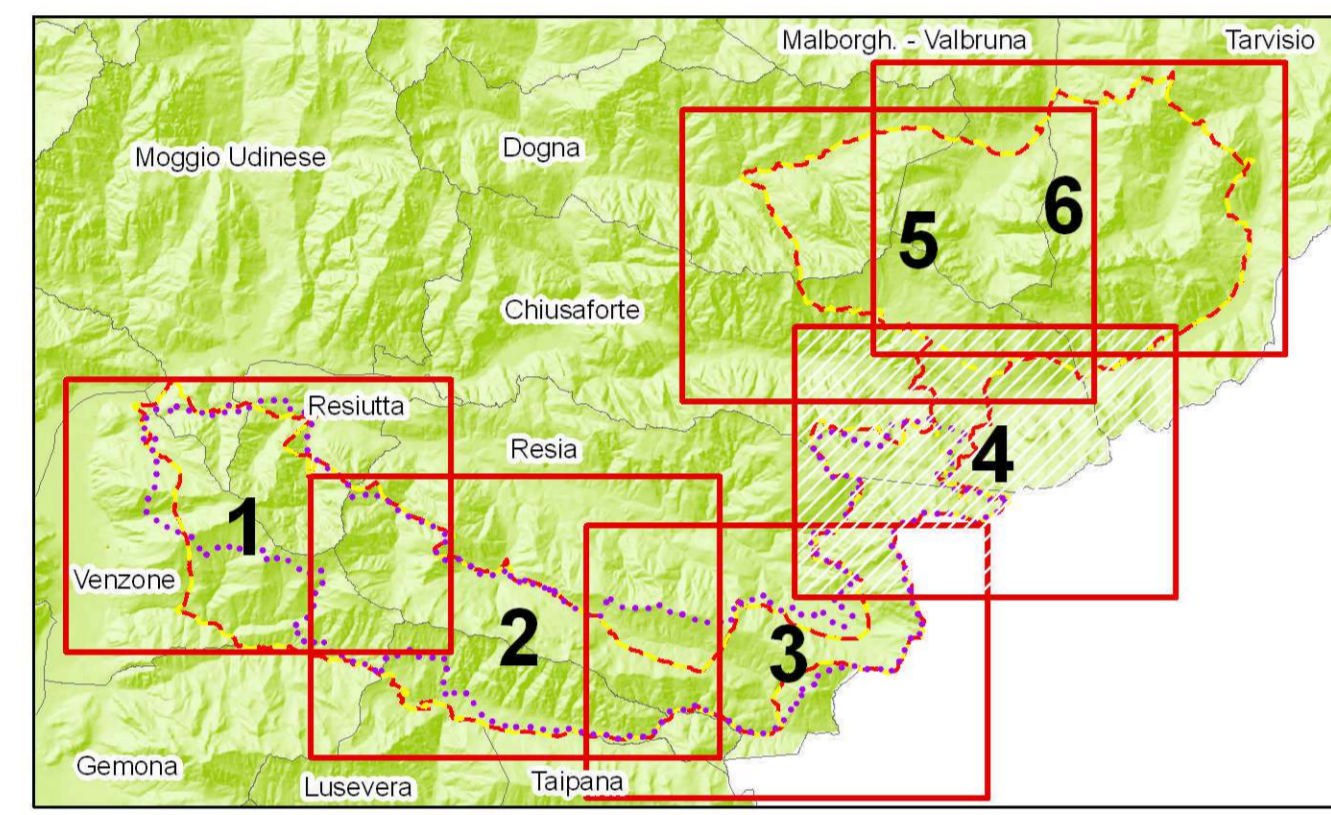 Malborgh. - Valbruna
Tarvisio
Moggio Udinese
Dogna
6
5
Chiusaforte
Resiutta
Resia
4
1
Venzone
2
3
Gemona
Lusevera
Taipana